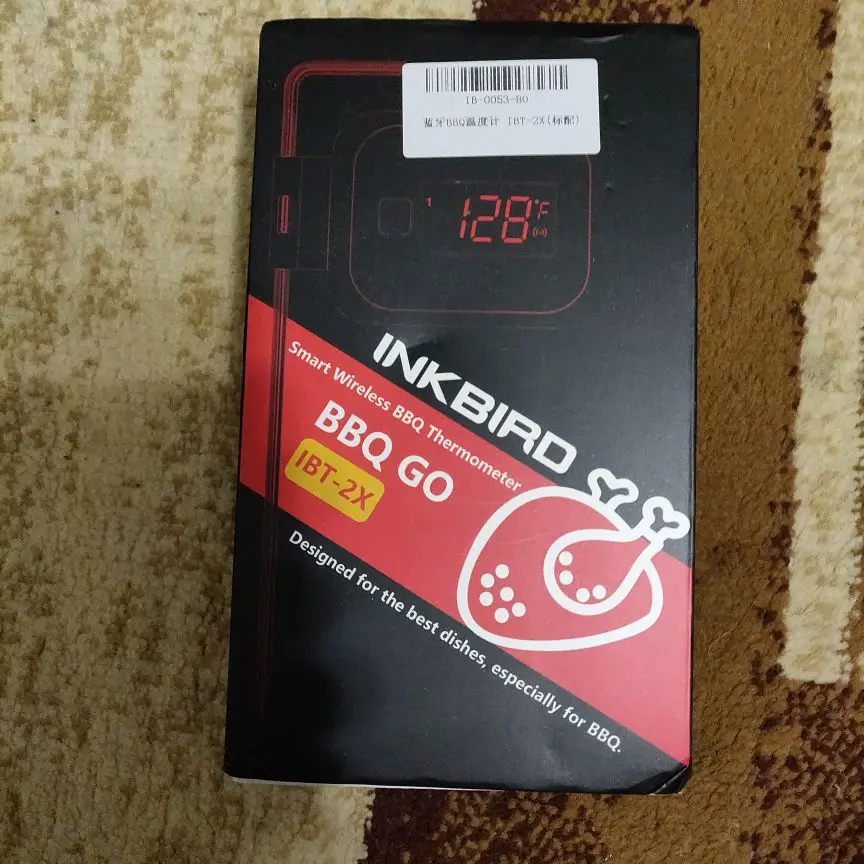 IB-0053-B0
蓝牙BBQ温度计 IBT-2X(标配)
1 128°F
INKBIRD
Smart Wireless BBQ Thermometer
BBQ GO
IBT-2X
Designed for the best dishes, especially for BBQ.